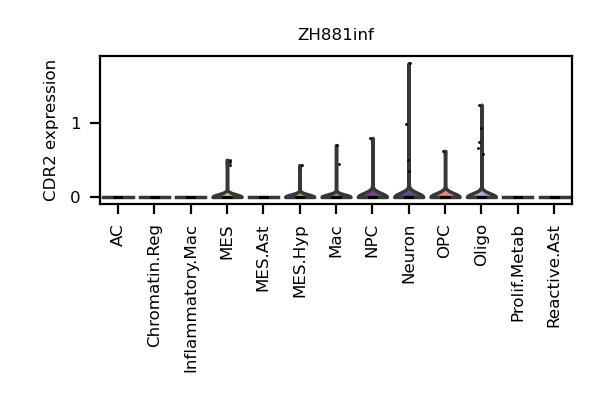 ZH881inf
CDR2 expression
1
0
AC
Chromatin.Reg
Inflammatory.Mac
MES
MES.Ast
MES.Hyp
Mac
NPC
Neuron
OPC
Oligo
Prolif.Metab
Reactive.Ast